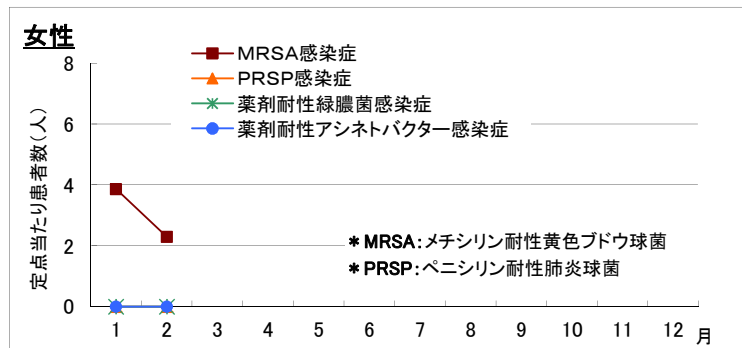 女性
MRSA感染症
PRSP感染症
薬剤耐性緑膿菌感染症
薬剤耐性アシネトバクター感染症
定点当たり患者数(人)
8
6
4
2
0
* MRSA:メチシリン耐性黄色ブドウ球菌
* PRSP:ペニシリン耐性肺炎球菌
1 2 3 4 5 6 7 8 9 10 11 12 月